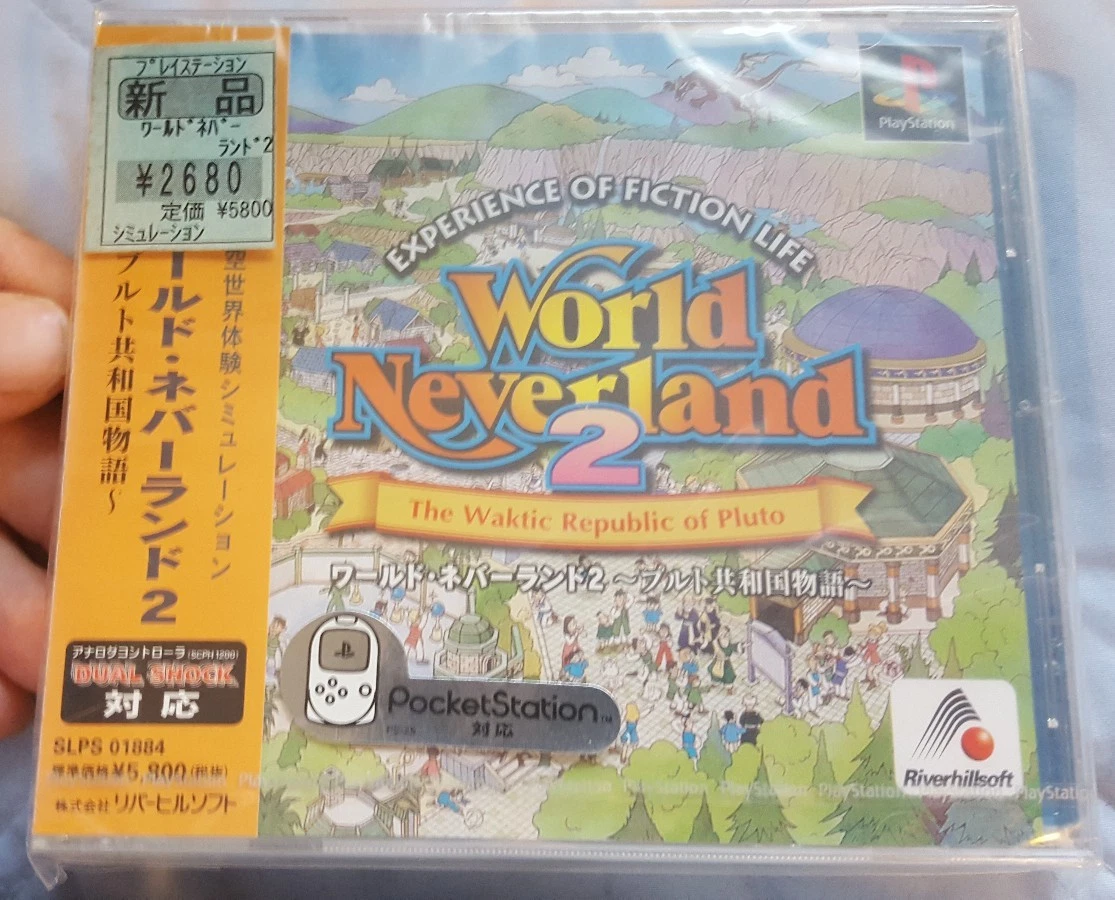 プレイステーション
新 品
ワールド・ネバー
ランド2
¥2680
定価 ¥5800
シミュレーション
空世界体験シミュレーション
ールド・ネバーランド2
プルト共和国物語~
アナログコントローラ(SCPH1200)
DUAL SHOCK
対応
SLPS 01884
標準価格¥5,800(税抜)
株式会社 リバーヒルソフト
PlayStation
EXPERIENCE OF FICTION LIFE
World
Neverland
2
The Waktic Republic of Pluto
ワールド・ネバーランド2 ~プルト共和国物語~
PocketStation™
対応
Riverhillsoft
PlayStation PlayStation PlayStation PlayStation